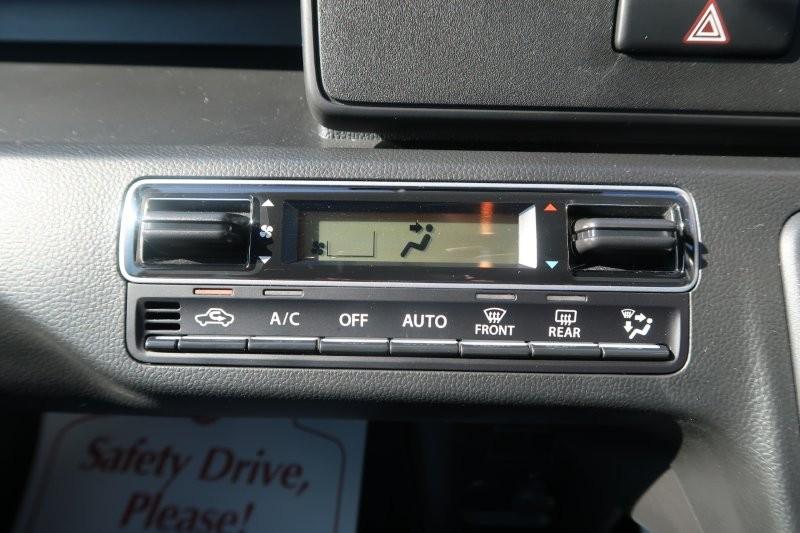 A/C
OFF
AUTO
FRONT
REAR
Safety Drive,
Please!